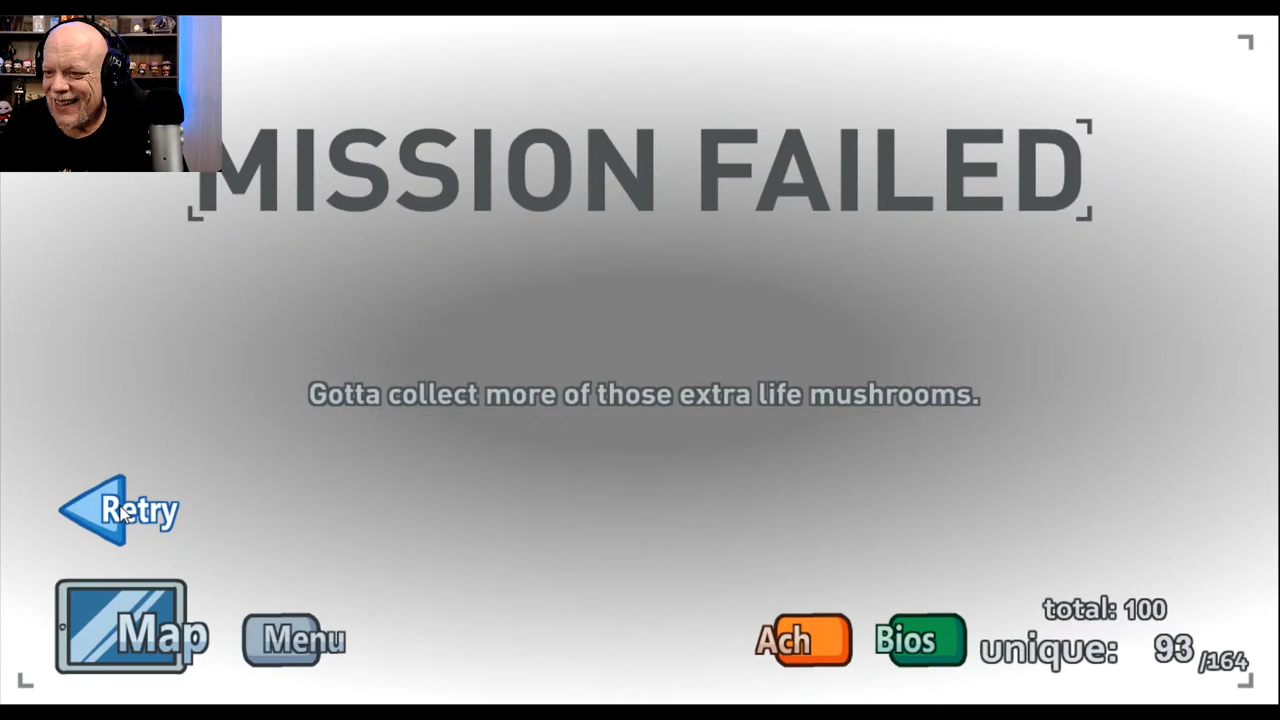 MISSION FAILED
Gotta collect more of those extra life mushrooms.
Retry
Map
Menu
Ach
Bios
total: 100
unique: 93 /164